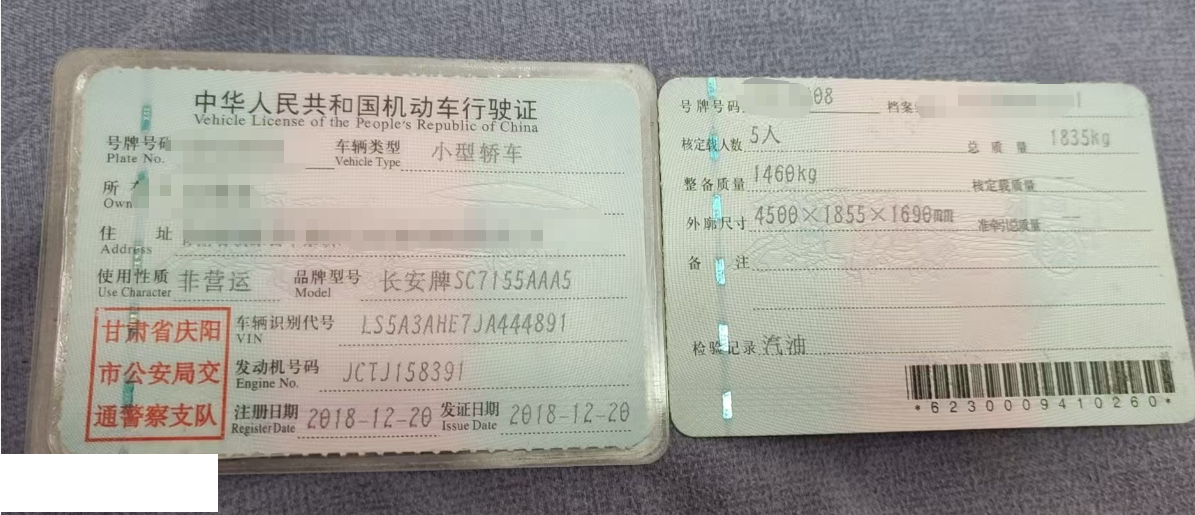 中华人民共和国机动车行驶证
Vehicle License of the People's Republic of China
号牌号码 车辆类型 小型轿车
Plate No. Vehicle Type
所
Own
住 址
Address
使用性质 非营运 品牌型号 长安牌SC7155AAA5
Use Character Model
甘肃省庆阳
市公安局交
通警察支队
车辆识别代号 LS5A3AHE7JA444891
VIN
发动机号码 JCTJ158391
Engine No.
注册日期 2018-12-20 发证日期 2018-12-20
Register Date Issue Date
号牌号码 08 档案 1
核定载人数 5人 总质量 1835kg
整备质量 1460kg 核定载质量
外廓尺寸 4500×1855×1690mm 准牵引总质量
备 注
检验记录 汽油
*6230009410260*